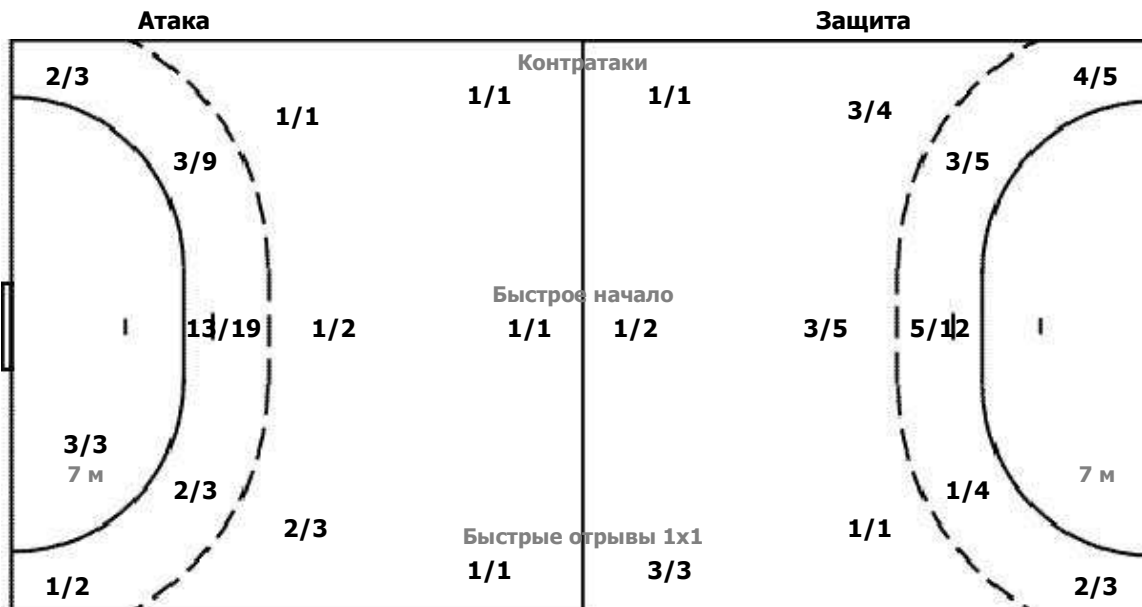 Атака Защита
Контратаки
2/3 4/5
1/1 1/1
1/1 3/4
3/9 3/5
Быстрое начало
13/19 1/2 1/1 1/2 3/5 5/12
3/3
7 м 7 м
2/3 1/4
2/3 1/1
Быстрые отрывы 1x1
1/1 3/3
1/2 2/3